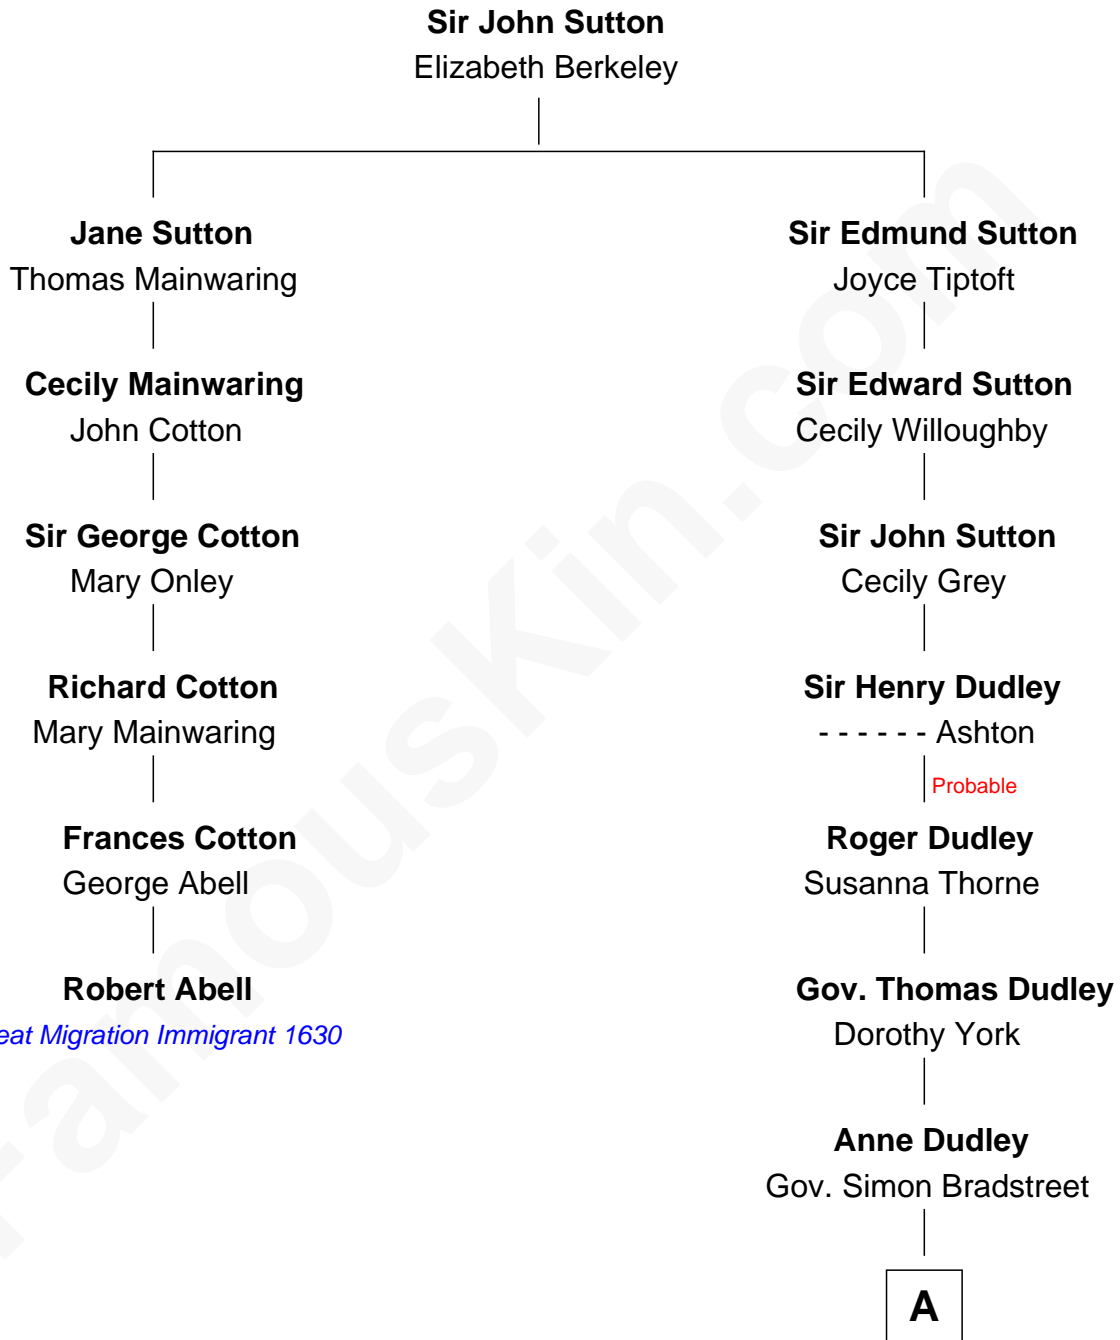 Sir John Sutton
Elizabeth Berkeley
Jane Sutton
Thomas Mainwaring
Cecily Mainwaring
John Cotton
Sir George Cotton
Mary Onley
Richard Cotton
Mary Mainwaring
Frances Cotton
George Abell
Robert Abell
eat Migration Immigrant 1630
Sir Edmund Sutton
Joyce Tiptoft
Sir Edward Sutton
Cecily Willoughby
Sir John Sutton
Cecily Grey
Sir Henry Dudley
- - - - - - Ashton
Probable
Roger Dudley
Susanna Thorne
Gov. Thomas Dudley
Dorothy York
Anne Dudley
Gov. Simon Bradstreet
A
FamousKin.com